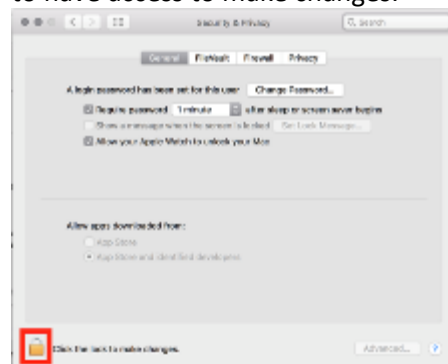 to have access to make changes.
Security & Privacy
Search
General FileVault Firewall Privacy
A login password has been set for this user Change Password...
Require password 1 minute after sleep or screen saver begins
Show a message when the screen is locked Set Lock Message...
Allow your Apple Watch to unlock your Mac
Allow apps downloaded from:
App Store
App Store and identified developers
Click the lock to make changes.
Advanced... ?